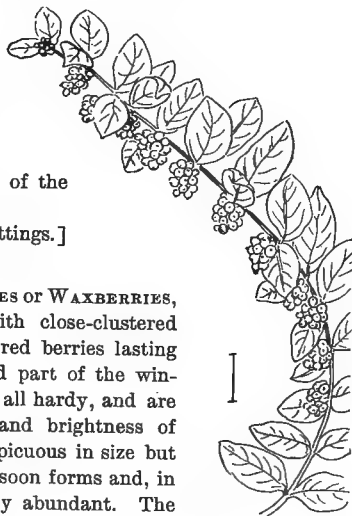 of the
ttings.]
ES OR WAXBERRIES,
ith close-clustered
red berries lasting
d part of the win-
all hardy, and are
and brightness of
picuous in size but
soon forms and, in
y abundant. The